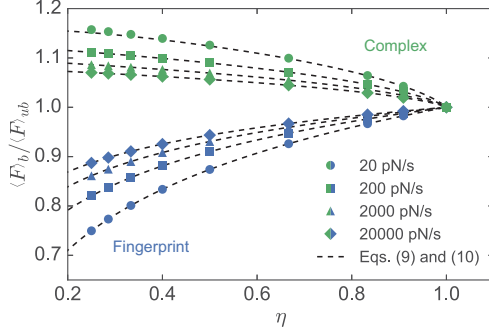 1.2
1.1
1.0
0.9
0.8
0.7
⟨F⟩b/⟨F⟩ub
Complex
Fingerprint
20 pN/s
200 pN/s
2000 pN/s
20000 pN/s
Eqs. (9) and (10)
0.2 0.4 0.6 0.8 1.0
η